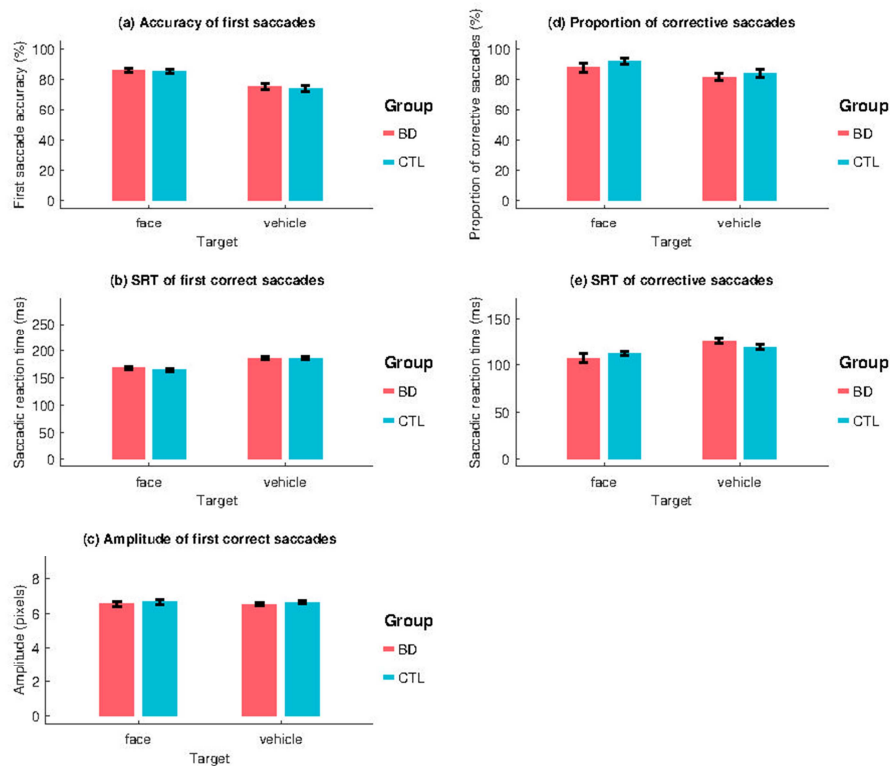 (a) Accuracy of first saccades
First saccade accuracy (%)
100
80
60
40
20
0
face
vehicle
Target
Group
BD
CTL
(d) Proportion of corrective saccades
Proportion of corrective saccades (%)
100
80
60
40
20
0
face
vehicle
Target
Group
BD
CTL
(b) SRT of first correct saccades
Saccadic reaction time (ms)
250
200
150
100
50
0
face
vehicle
Target
Group
BD
CTL
(e) SRT of corrective saccades
Saccadic reaction time (ms)
150
100
50
0
face
vehicle
Target
Group
BD
CTL
(c) Amplitude of first correct saccades
Amplitude (pixels)
8
6
4
2
0
face
vehicle
Target
Group
BD
CTL